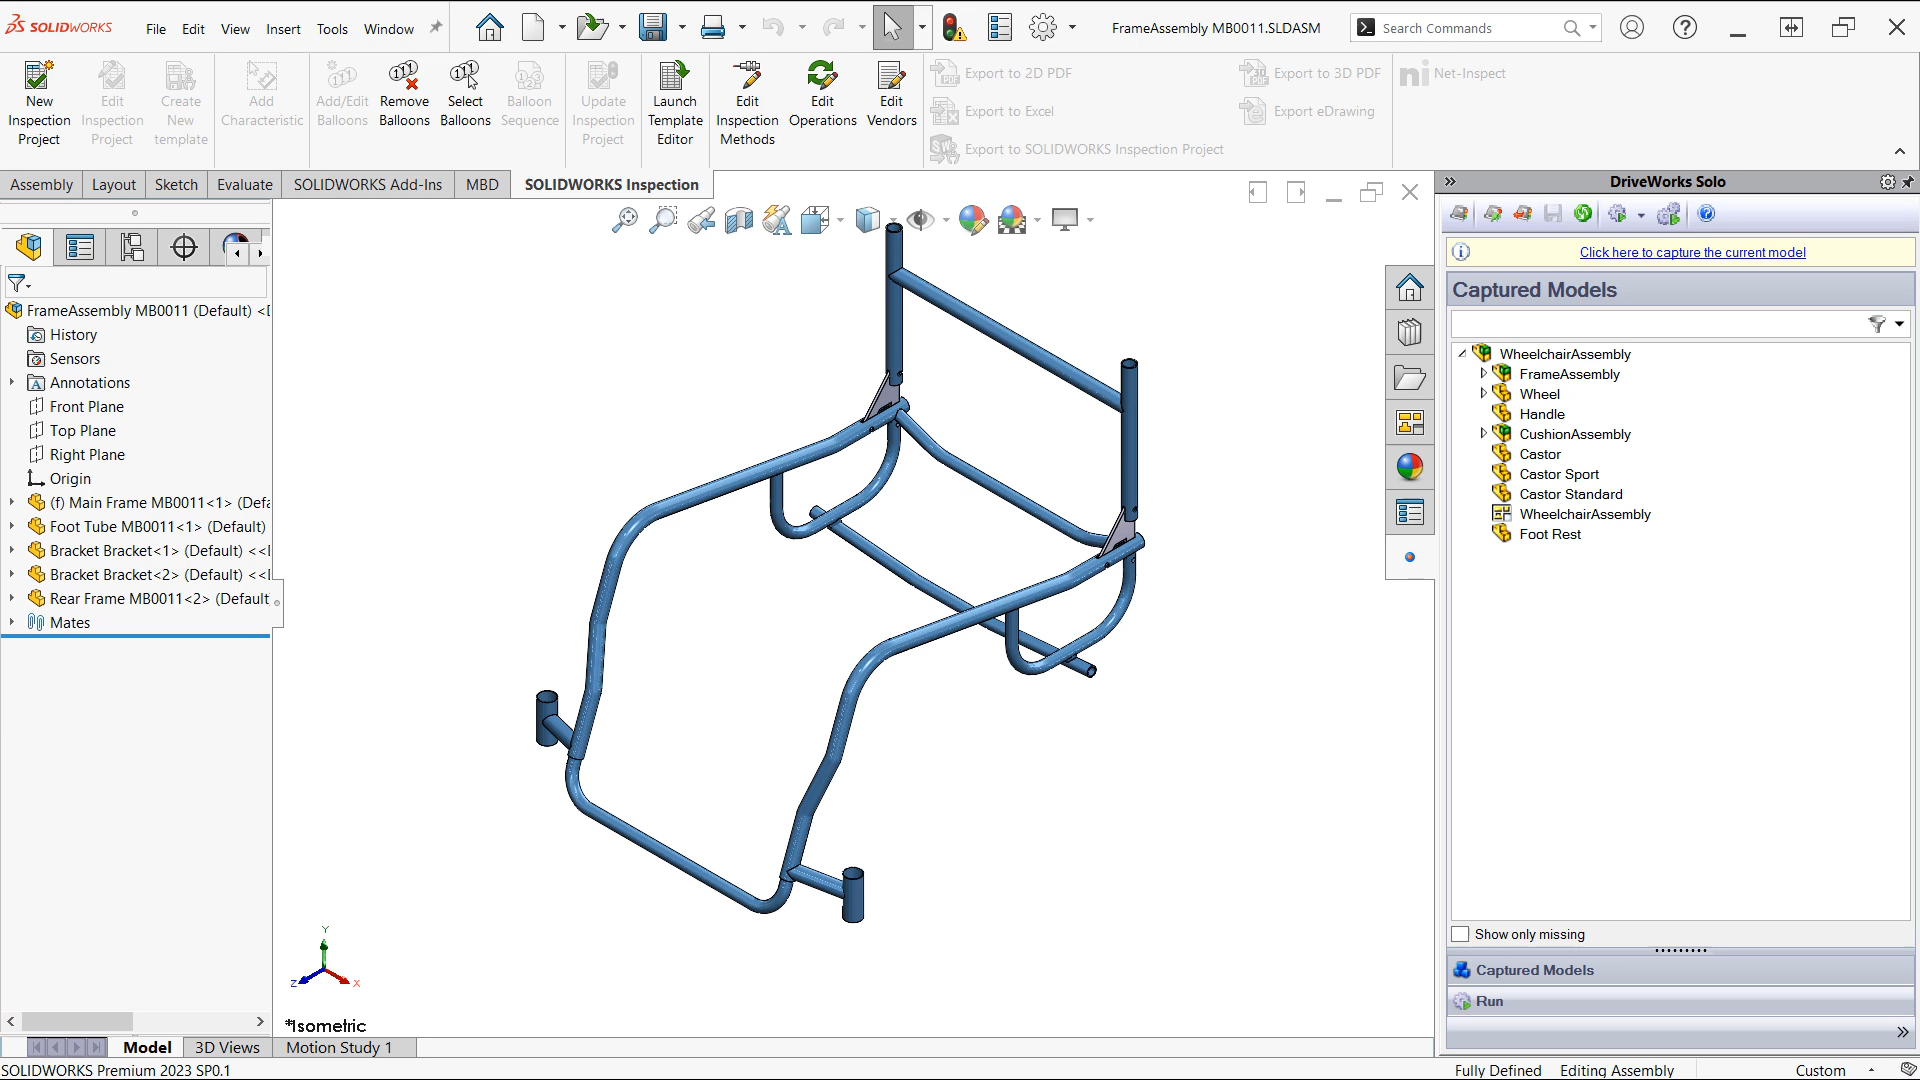 SOLIDWORKS
File Edit View Insert Tools Window
FrameAssembly MB0011.SLDASM
Search Commands
New Inspection Project
Edit Inspection Project
Create New template
Add Characteristic
Add/Edit Balloons
Remove Balloons
Select Balloons
Balloon Sequence
Update Inspection Project
Launch Template Editor
Edit Inspection Methods
Edit Operations
Edit Vendors
Export to 2D PDF
Export to Excel
Export to SOLIDWORKS Inspection Project
Export to 3D PDF
Export eDrawing
Net-Inspect
Assembly Layout Sketch Evaluate SOLIDWORKS Add-Ins MBD SOLIDWORKS Inspection
FrameAssembly MB0011 (Default) <[
History
Sensors
Annotations
Front Plane
Top Plane
Right Plane
Origin
(f) Main Frame MB0011<1> (Defa
Foot Tube MB0011<1> (Default)
Bracket Bracket<1> (Default) <<[
Bracket Bracket<2> (Default) <<[
Rear Frame MB0011<2> (Default
Mates
Y
Z
X
*Isometric
DriveWorks Solo
Click here to capture the current model
Captured Models
WheelchairAssembly
FrameAssembly
Wheel
Handle
CushionAssembly
Castor
Castor Sport
Castor Standard
WheelchairAssembly
Foot Rest
Show only missing
Captured Models
Run
Model 3D Views Motion Study 1
SOLIDWORKS Premium 2023 SP0.1
Fully Defined Editing Assembly Custom